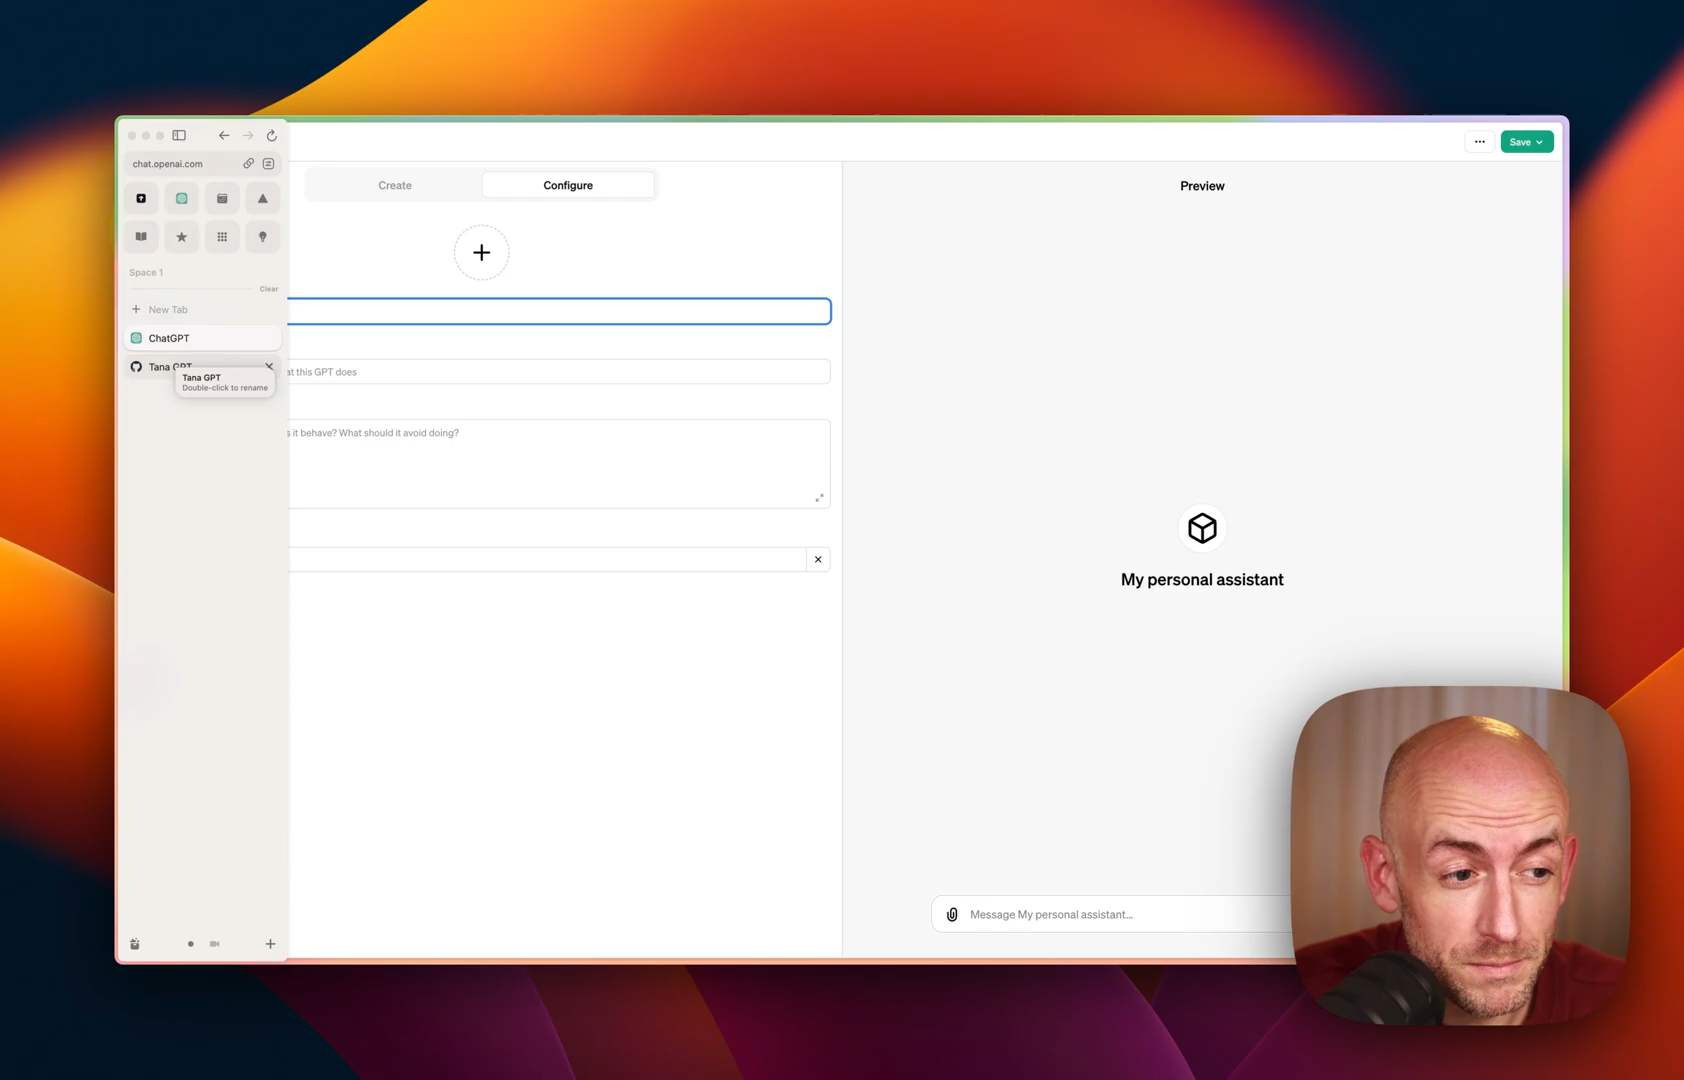 chat.openai.com
Space 1
Clear
New Tab
ChatGPT
Tana GPT
Tana GPT
Double-click to rename
Create
Configure
at this GPT does
s it behave? What should it avoid doing?
Save
Preview
My personal assistant
Message My personal assistant...